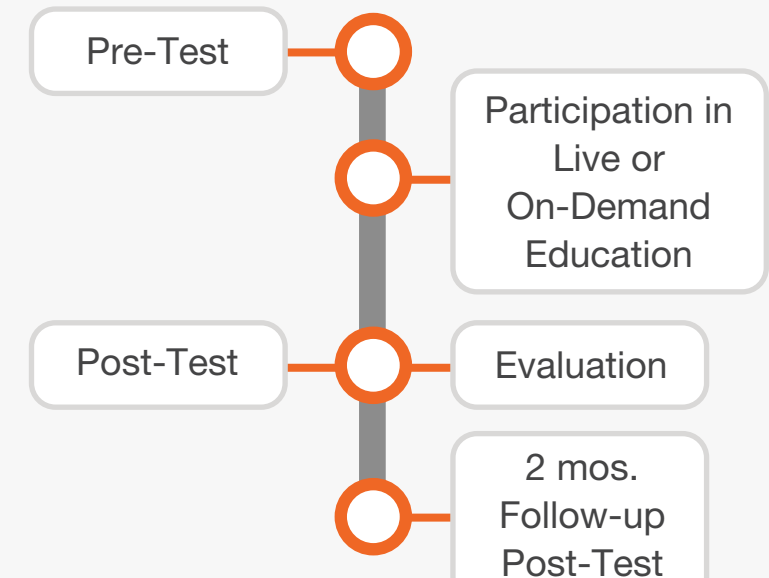 Pre-Test
Participation in
Live or
On-Demand
Education
Post-Test
Evaluation
2 mos.
Follow-up
Post-Test